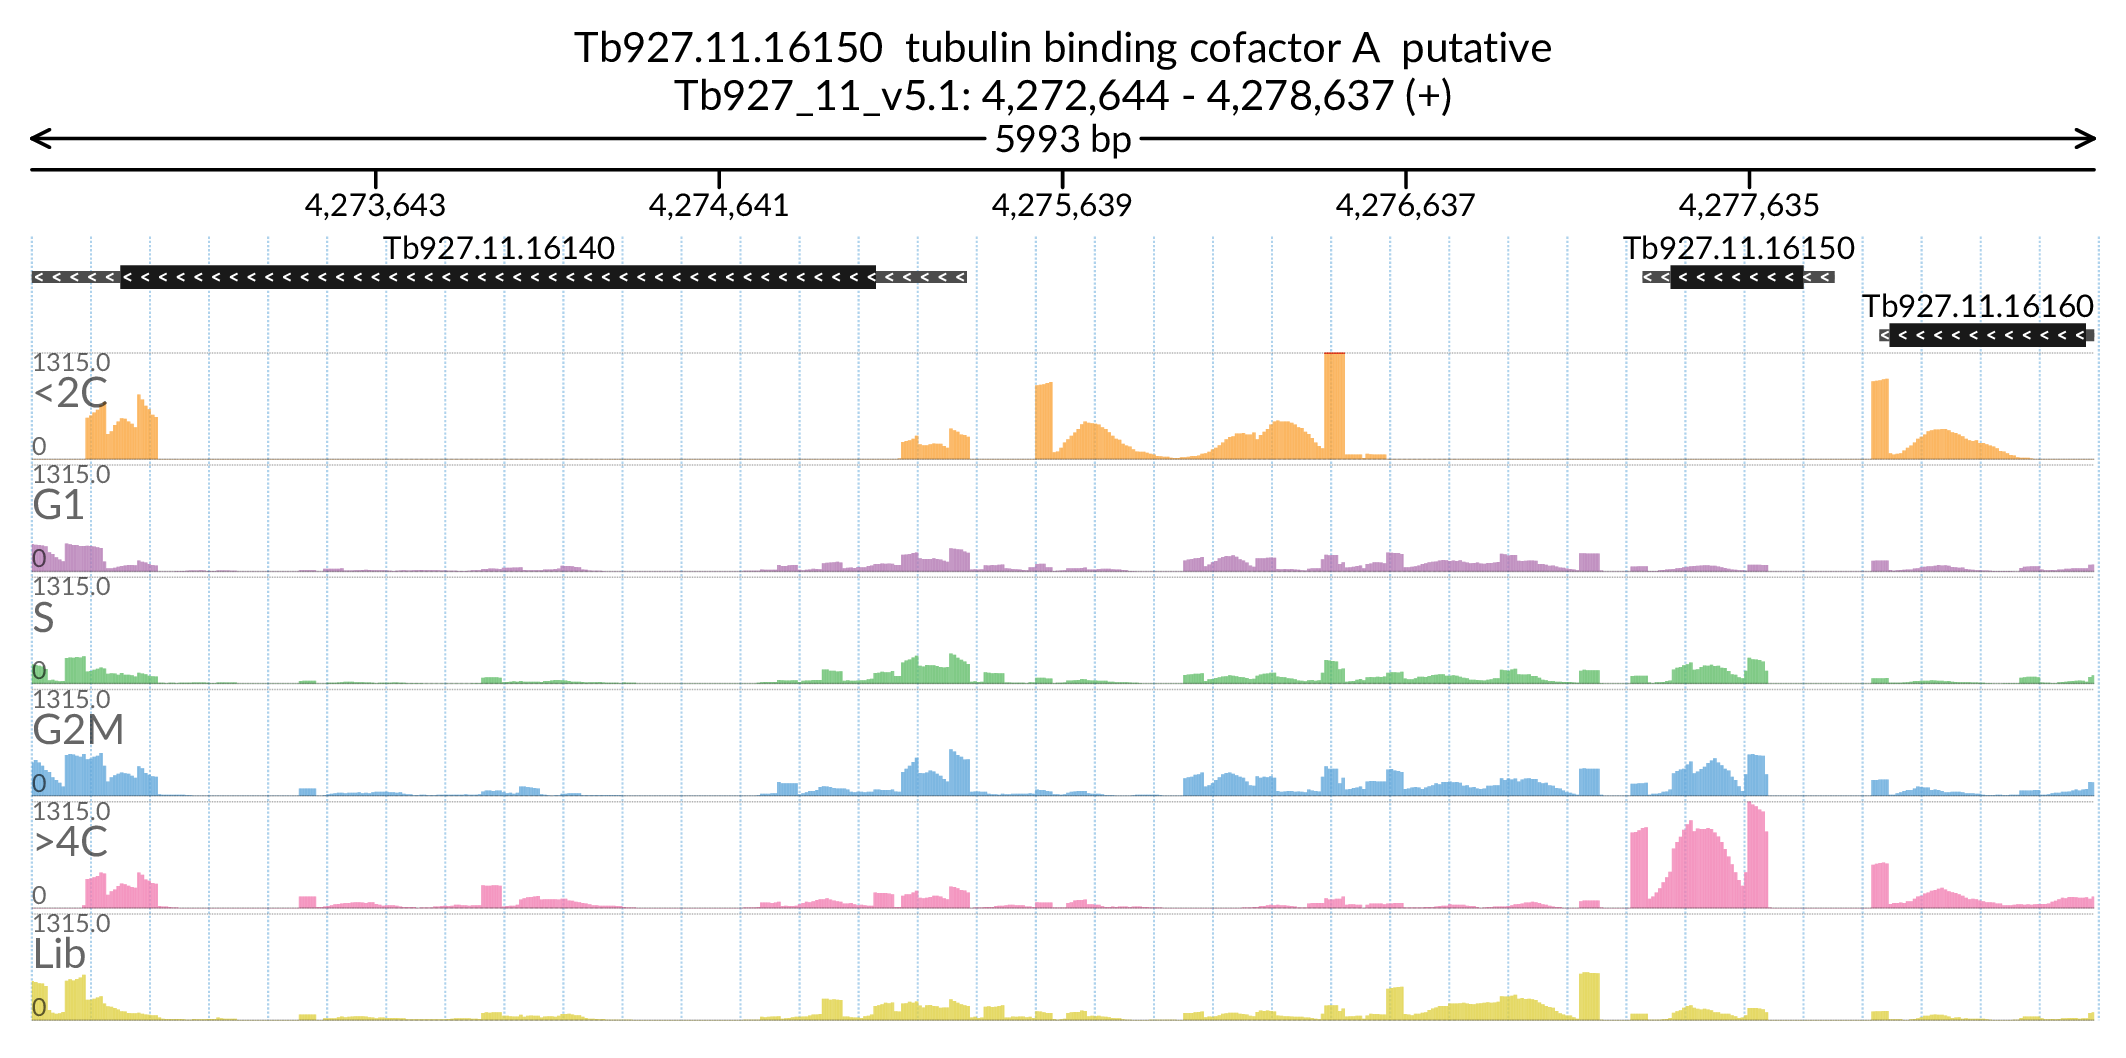 Tb927.11.16150  tubulin binding cofactor A  putative
Tb927_11_v5.1: 4,272,644 - 4,278,637 (+)
5993 bp
4,273,643 4,274,641 4,275,639 4,276,637 4,277,635
Tb927.11.16140 Tb927.11.16150
Tb927.11.16160
1315.0
<2C
0
1315.0
G1
0
1315.0
S
0
1315.0
G2M
0
1315.0
>4C
0
1315.0
Lib
0